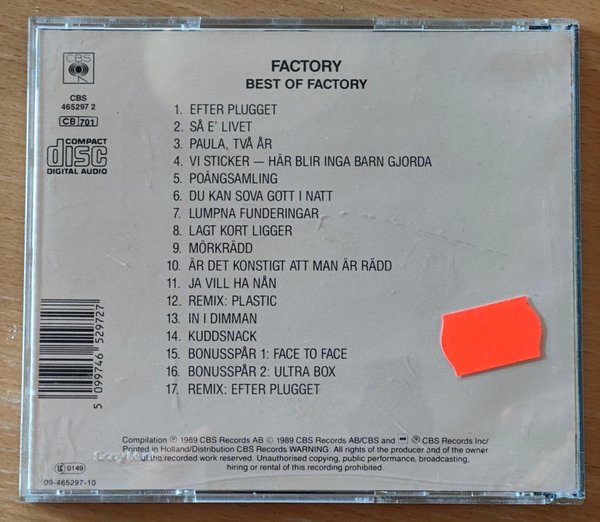 CBS
CBS
465297 2
CB 701
COMPACT
disc
DIGITAL AUDIO
FACTORY
BEST OF FACTORY
1. EFTER PLUGGET
2. SÅ E' LIVET
3. PAULA, TVÅ ÅR
4. VI STICKER — HÄR BLIR INGA BARN GJORDA
5. POÄNGSAMLING
6. DU KAN SOVA GOTT I NATT
7. LUMPNA FUNDERINGAR
8. LAGT KORT LIGGER
9. MÖRKRÄDD
10. ÄR DET KONSTIGT ATT MAN ÄR RÄDD
11. JA VILL HA NÅN
12. REMIX: PLASTIC
13. IN I DIMMAN
14. KUDDSNACK
15. BONUSSPÅR 1: FACE TO FACE
16. BONUSSPÅR 2: ULTRA BOX
17. REMIX: EFTER PLUGGET
5 099746 529727
Compilation Ⓟ 1989 CBS Records AB © 1989 CBS Records AB/CBS and Ⓡ CBS Records Inc/
Printed in Holland/Distribution CBS Records WARNING: All rights of the producer and of the owner
of the recorded work reserved. Unauthorised copying, public performance, broadcasting,
hiring or rental of this recording prohibited.
0149
09-465297-10